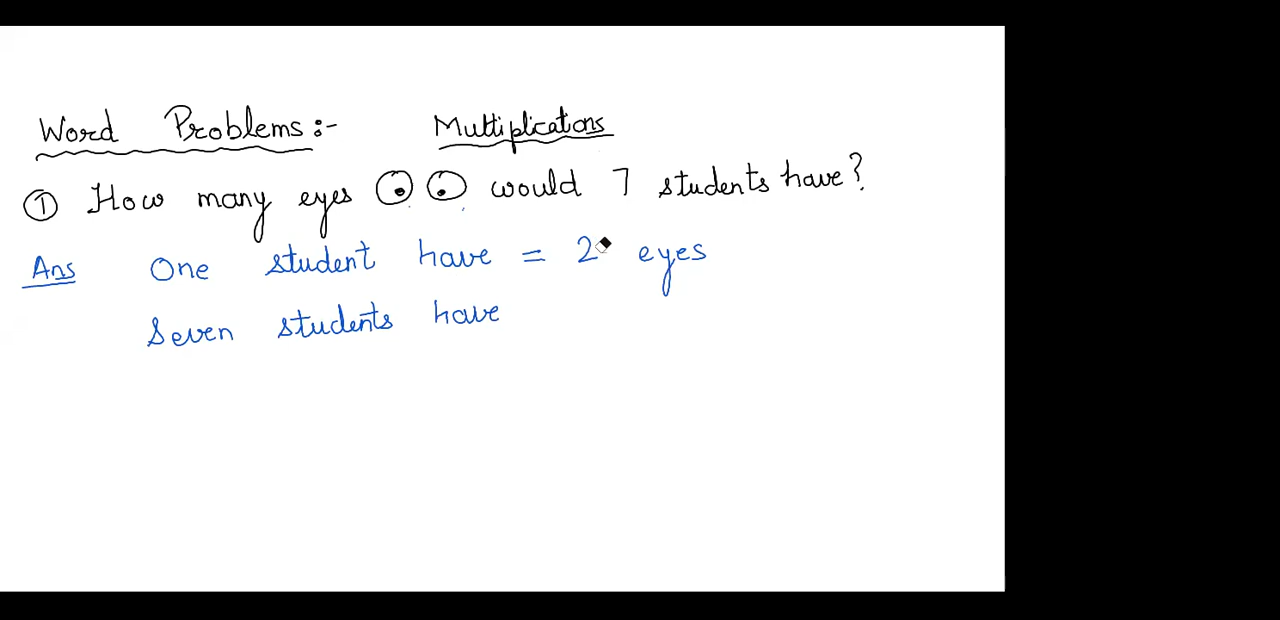 Word Problems :- Multiplications
① How many eyes would 7 students have?
Ans One student have = 2 eyes
Seven students have